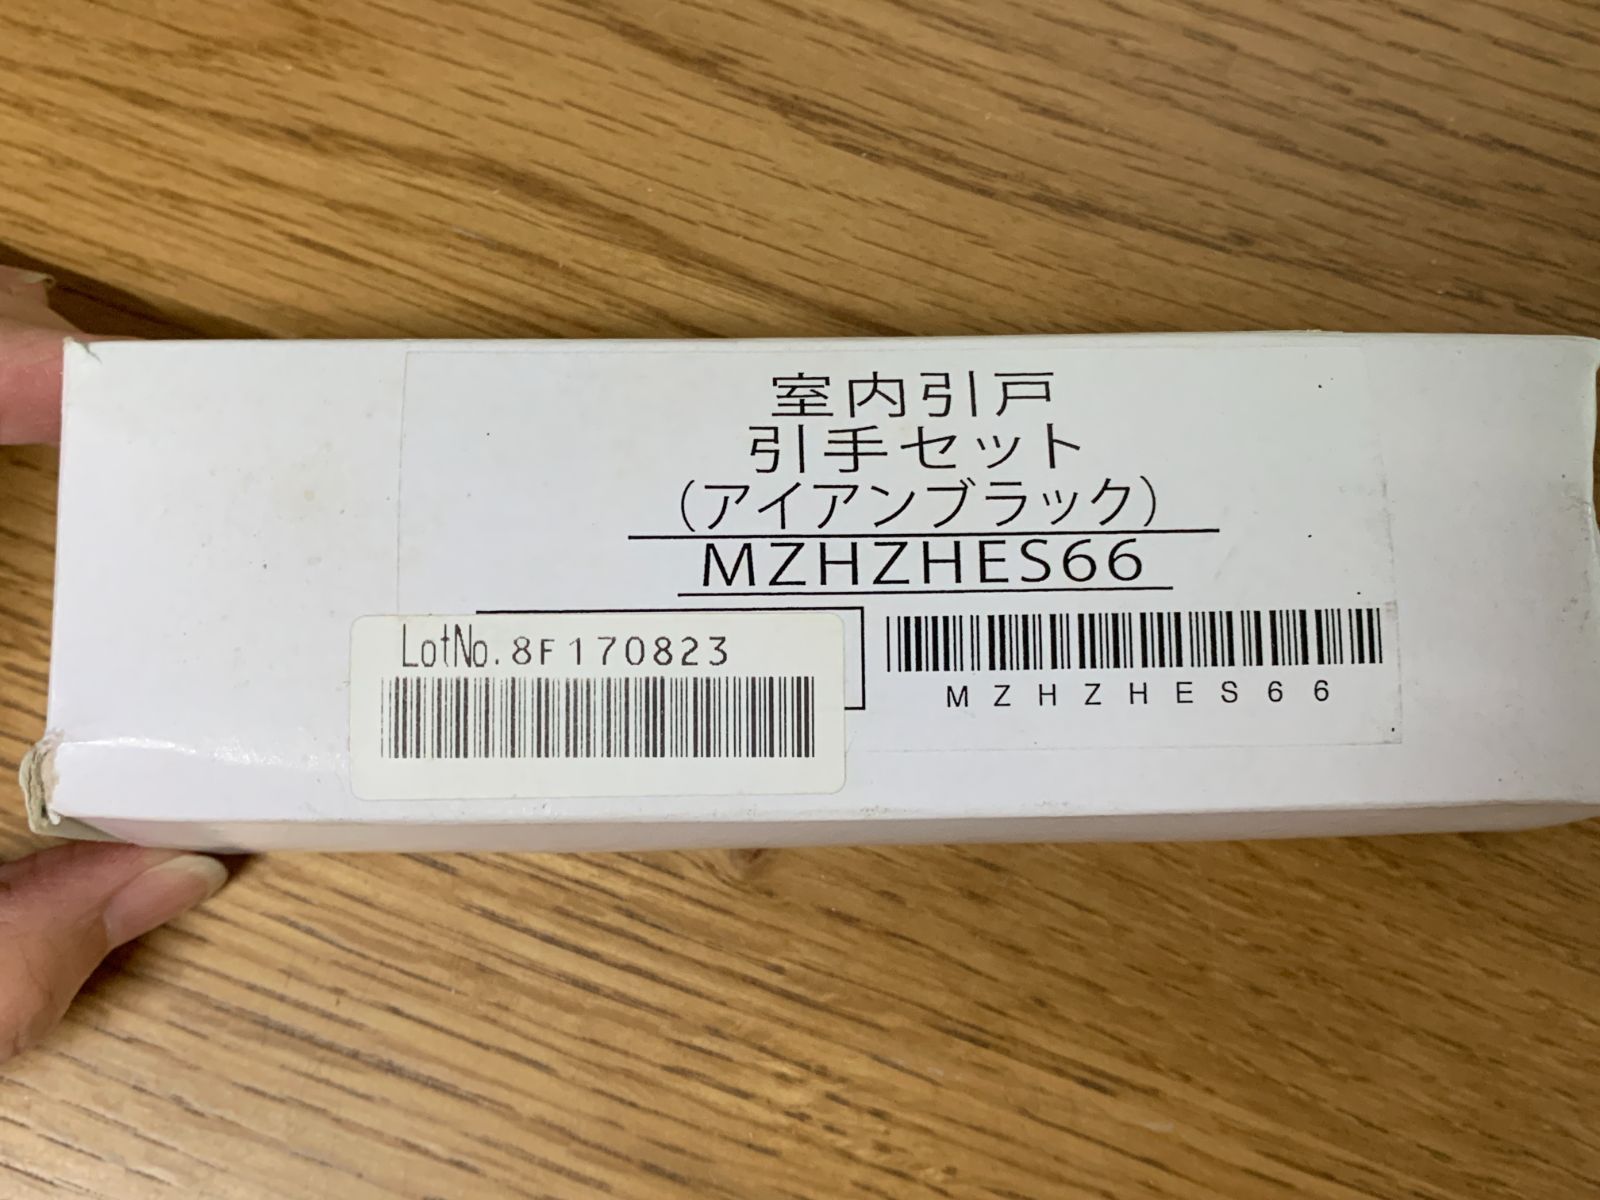 室内引戸
引手セット
(アイアンブラック)
MZHZHES66
LotNo. 8F170823
MZHZHES66